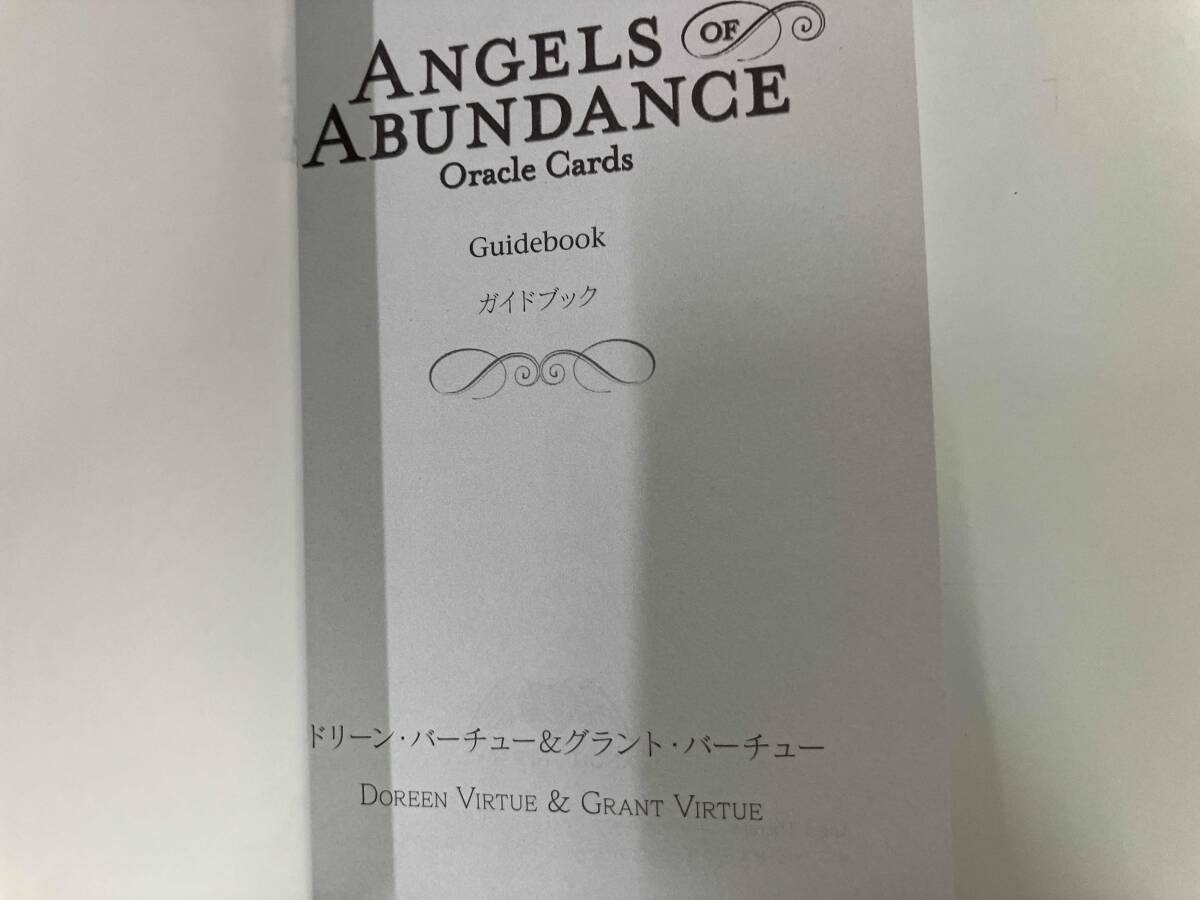 ANGELS OF
ABUNDANCE
Oracle Cards
Guidebook
ガイドブック
ドリーン・バーチュー&グラント・バーチュー
DOREEN VIRTUE & GRANT VIRTUE